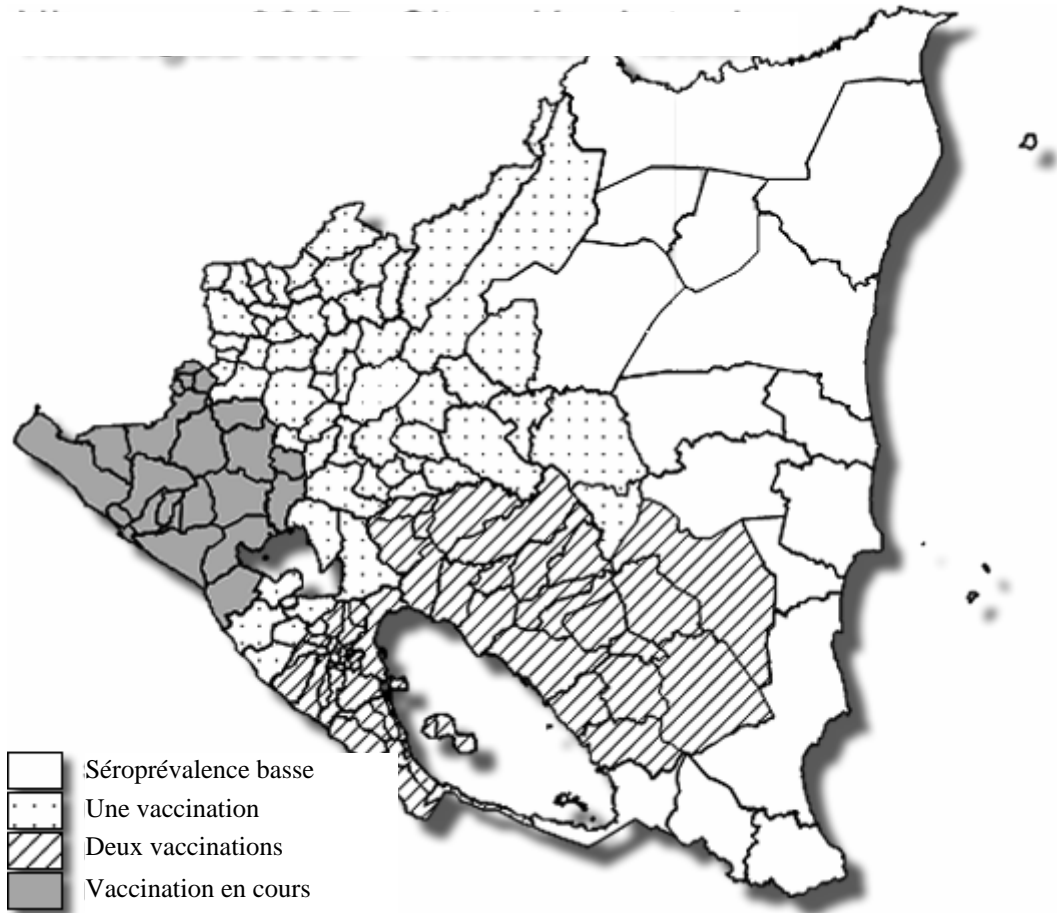 Séroprévalence basse
Une vaccination
Deux vaccinations
Vaccination en cours